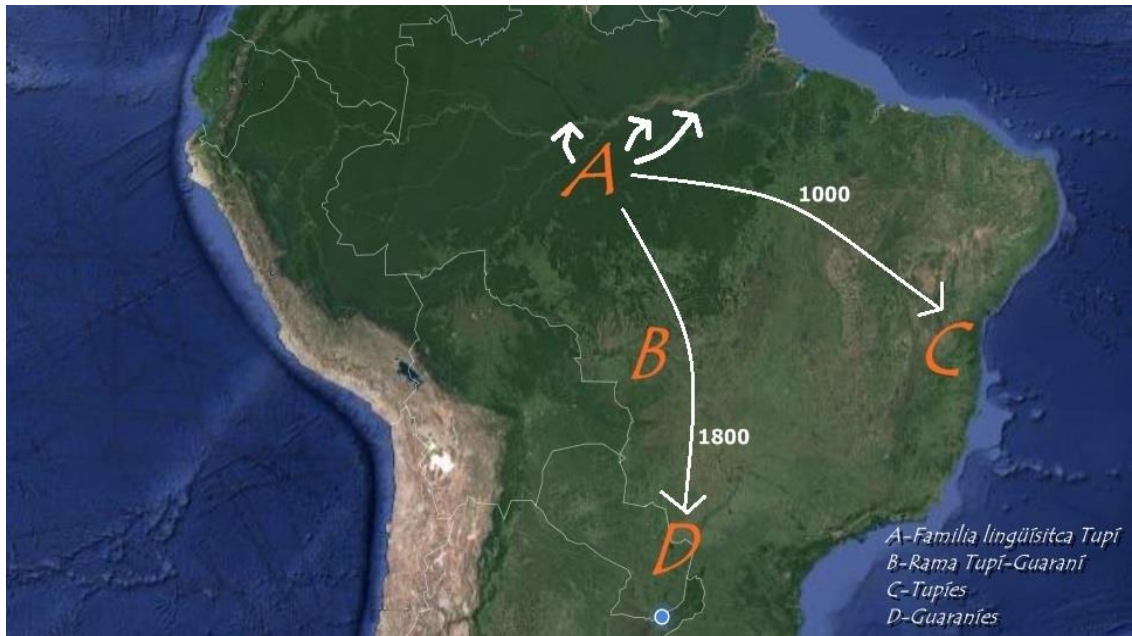 A
1000
B
C
1800
D
A-Familia lingüísitca Tupí
B-Rama Tupí-Guaraní
C-Tupíes
D-Guaraníes